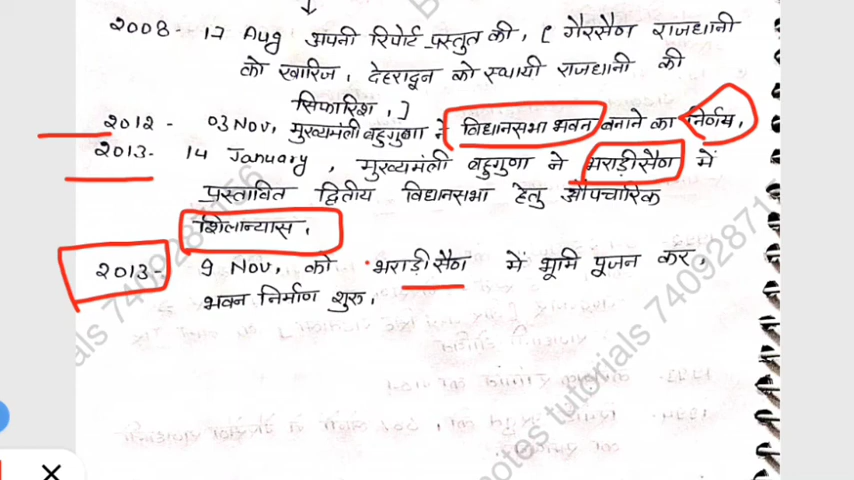 2008 - 17 Aug अपनी रिपोर्ट प्रस्तुत की, [ गैरसैण राजधानी
को खारिज, देहरादून को स्थायी राजधानी की
सिफारिश, ]
2012 - 03 Nov, मुख्यमंत्री बहुगुणा ने विधानसभा भवन बनाने का निर्णय,
2013- 14 January, मुख्यमंत्री बहुगुणा ने भराड़ीसैण में
प्रस्तावित द्वितीय विधानसभा हेतु औपचारिक
शिलान्यास,
2013- 9 Nov, को भराड़ीसैण में भूमि पूजन कर,
भवन निर्माण शुरू,
notes tutorials 7409287156